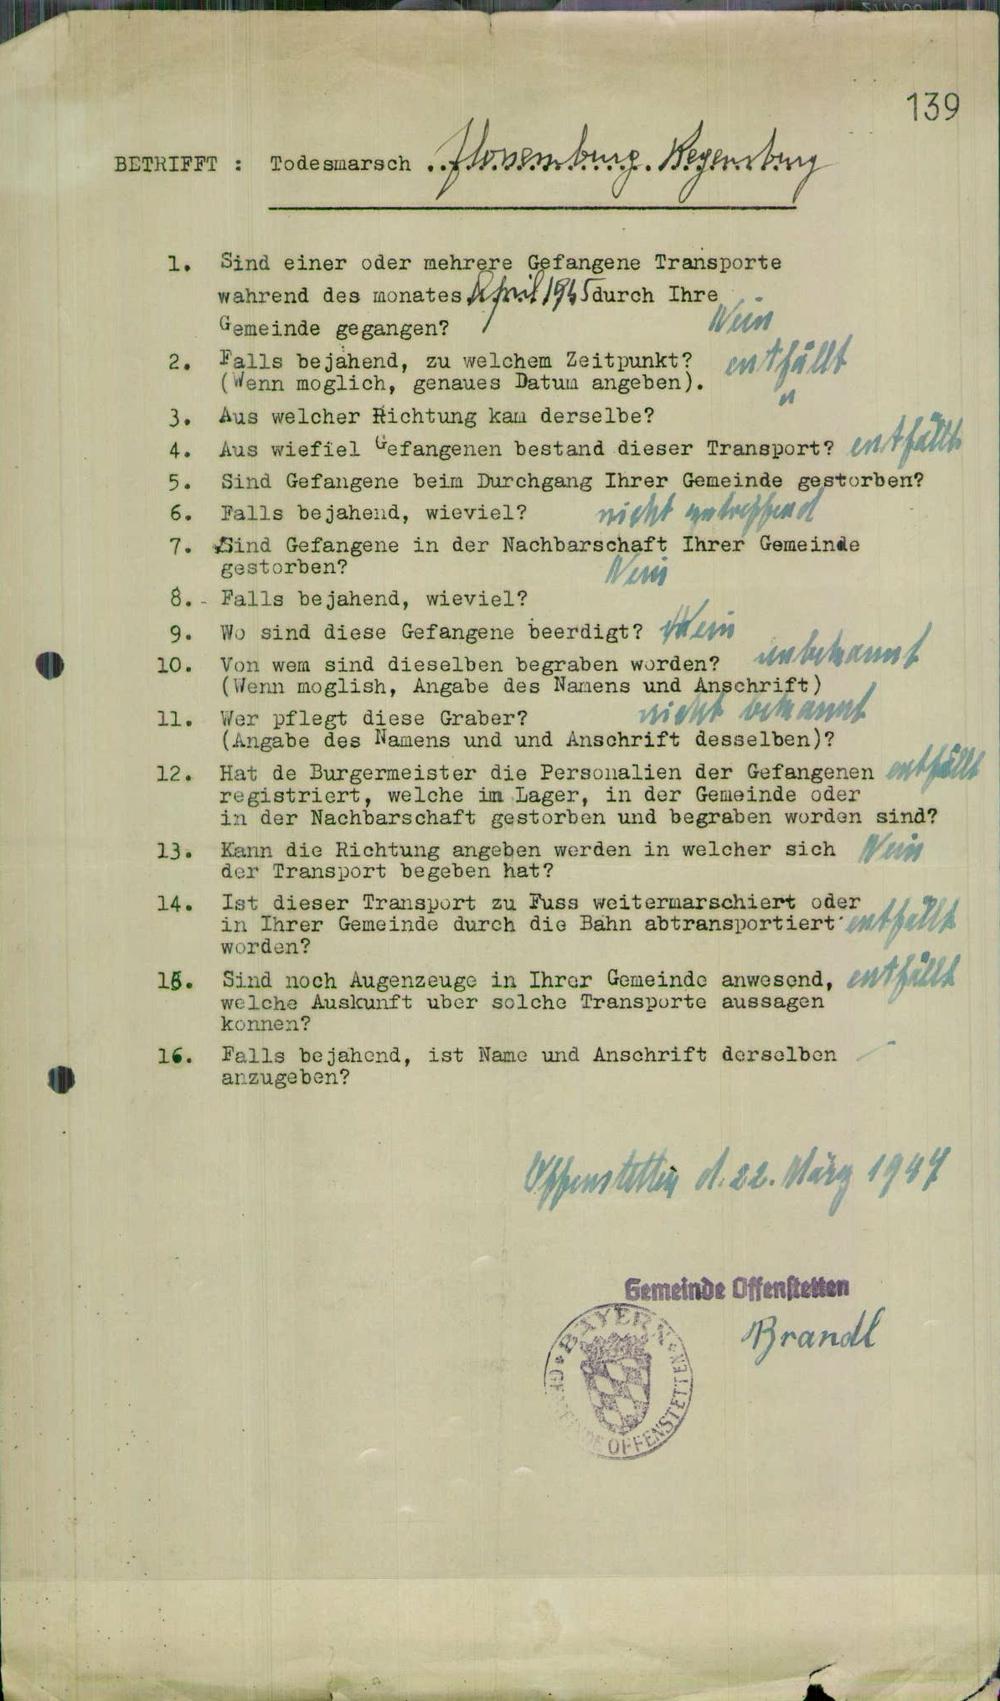 139
BETRIFFT : Todesmarsch Flossenburg. Regensburg
1. Sind einer oder mehrere Gefangene Transporte
wahrend des monates April 1945 durch Ihre
Gemeinde gegangen? Nein
2. Falls bejahend, zu welchem Zeitpunkt? entfällt
(Wenn moglich, genaues Datum angeben).
3. Aus welcher Richtung kam derselbe? "
4. Aus wiefiel Gefangenen bestand dieser Transport? entfällt
5. Sind Gefangene beim Durchgang Ihrer Gemeinde gestorben?
6. Falls bejahend, wieviel? nicht zutreffend
7. Sind Gefangene in der Nachbarschaft Ihrer Gemeinde
gestorben? Nein
8. - Falls bejahend, wieviel?
9. Wo sind diese Gefangene beerdigt? Nein
10. Von wem sind dieselben begraben worden? unbekannt
(Wenn moglish, Angabe des Namens und Anschrift)
11. Wer pflegt diese Graber? nicht bekannt
(Angabe des Namens und und Anschrift desselben)?
12. Hat de Burgermeister die Personalien der Gefangenen entfällt
registriert, welche im Lager, in der Gemeinde oder
in der Nachbarschaft gestorben und begraben worden sind?
13. Kann die Richtung angeben werden in welcher sich Nein
der Transport begeben hat?
14. Ist dieser Transport zu Fuss weitermarschiert oder
in Ihrer Gemeinde durch die Bahn abtransportiert entfällt
worden?
15. Sind noch Augenzeuge in Ihrer Gemeinde anwesend, entfällt
welche Auskunft uber solche Transporte aussagen
konnen?
16. Falls bejahend, ist Name und Anschrift derselben -
anzugeben?
Offenstetten d. 22. März 1947
Gemeinde Offenstetten
Brandl
BAYERN
GEMEINDE OFFENSTETTEN